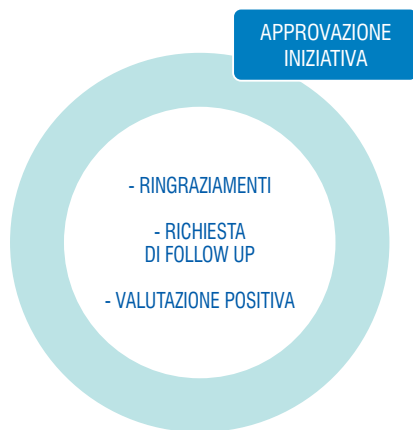 APPROVAZIONE
INIZIATIVA
- RINGRAZIAMENTI
- RICHIESTA
DI FOLLOW UP
- VALUTAZIONE POSITIVA